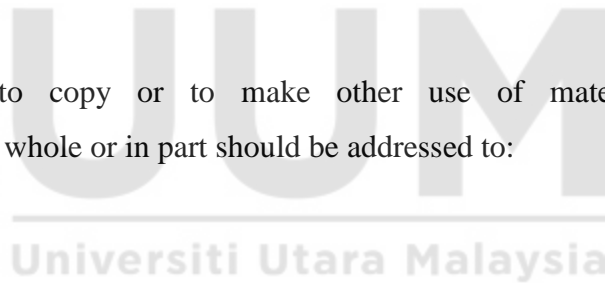 UUM
to copy or to make other use of mate
whole or in part should be addressed to:
Universiti Utara Malaysia